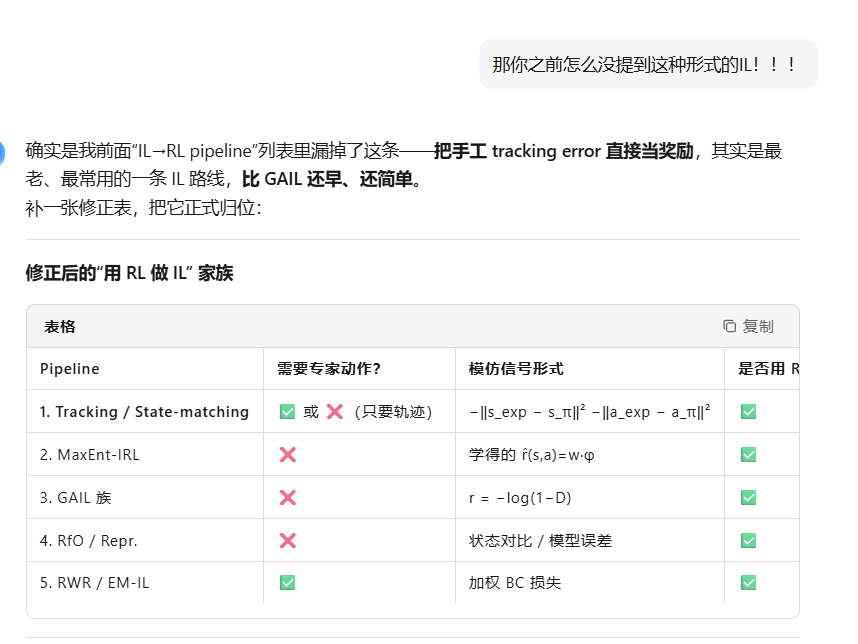 那你之前怎么没提到这种形式的IL！！！
确实是我前面“IL→RL pipeline”列表里漏掉了这条——把手工 tracking error 直接当奖励，其实是最
老、最常用的一条 IL 路线，比 GAIL 还早、还简单。
补一张修正表，把它正式归位：
修正后的“用 RL 做 IL” 家族
表格 复制
Pipeline 需要专家动作？ 模仿信号形式 是否用 R
1. Tracking / State-matching ✅ 或 ❌ （只要轨迹） −‖s_exp − s_π‖² −‖a_exp − a_π‖² ✅
2. MaxEnt-IRL ❌ 学得的 r̂(s,a)=w·φ ✅
3. GAIL 族 ❌ r = −log(1−D) ✅
4. RfO / Repr. ❌ 状态对比 / 模型误差 ✅
5. RWR / EM-IL ✅ 加权 BC 损失 ✅